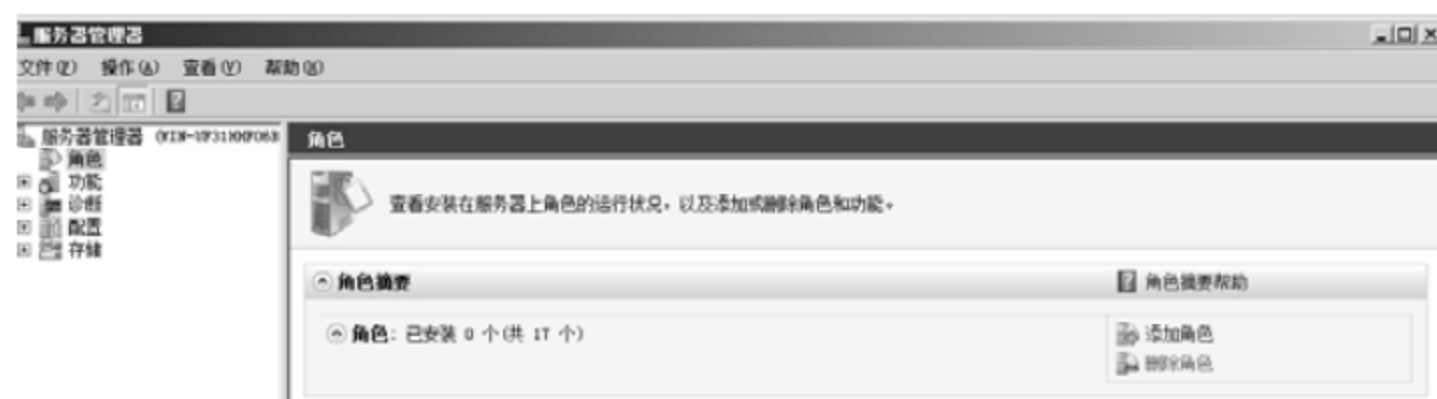 服务器管理器
文件(F) 操作(A) 查看(V) 帮助(H)
服务器管理器
角色
功能
诊断
配置
存储
角色
查看安装在服务器上角色的运行状况，以及添加或删除角色和功能。
角色摘要
角色摘要帮助
角色: 已安装 0 个(共 17 个)
添加角色
删除角色